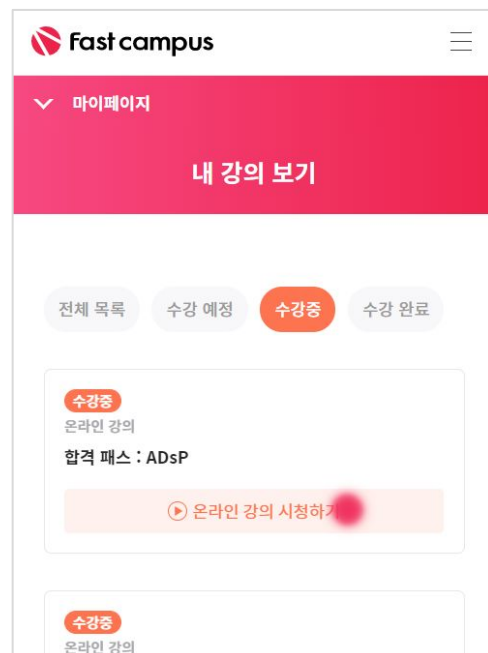 Fast campus
마이페이지
내 강의 보기
전체 목록 수강 예정 수강중 수강 완료
수강중
온라인 강의
합격 패스 : ADsP
온라인 강의 시청하기
수강중
온라인 강의